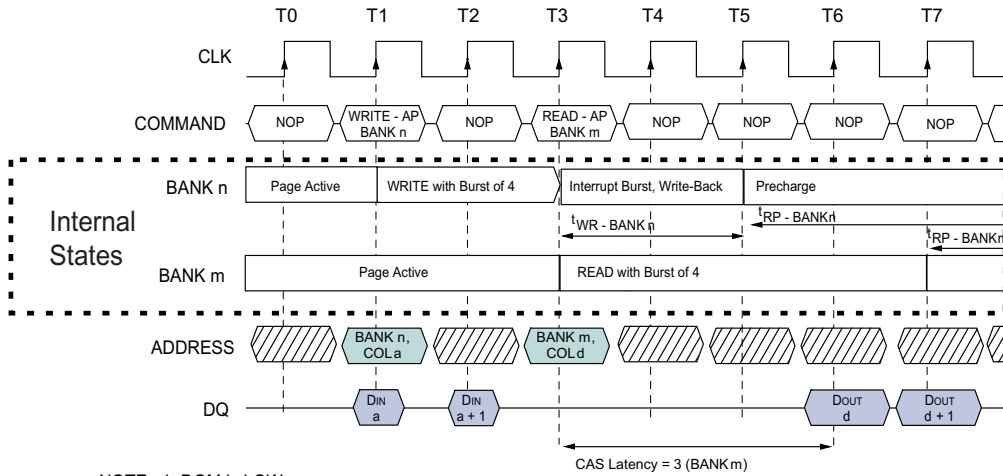 T0 T1 T2 T3 T4 T5 T6 T7
CLK
COMMAND NOP WRITE - AP BANK n NOP READ - AP BANK m NOP NOP NOP NOP
BANK n Page Active WRITE with Burst of 4 Interrupt Burst, Write-Back Precharge
Internal States
tWR - BANK n tRP - BANK n
tRP - BANK
BANK m Page Active READ with Burst of 4
ADDRESS BANK n, COL a BANK m, COL d
DQ DIN a DIN a + 1 DOUT d DOUT d + 1
CAS Latency = 3 (BANK m)